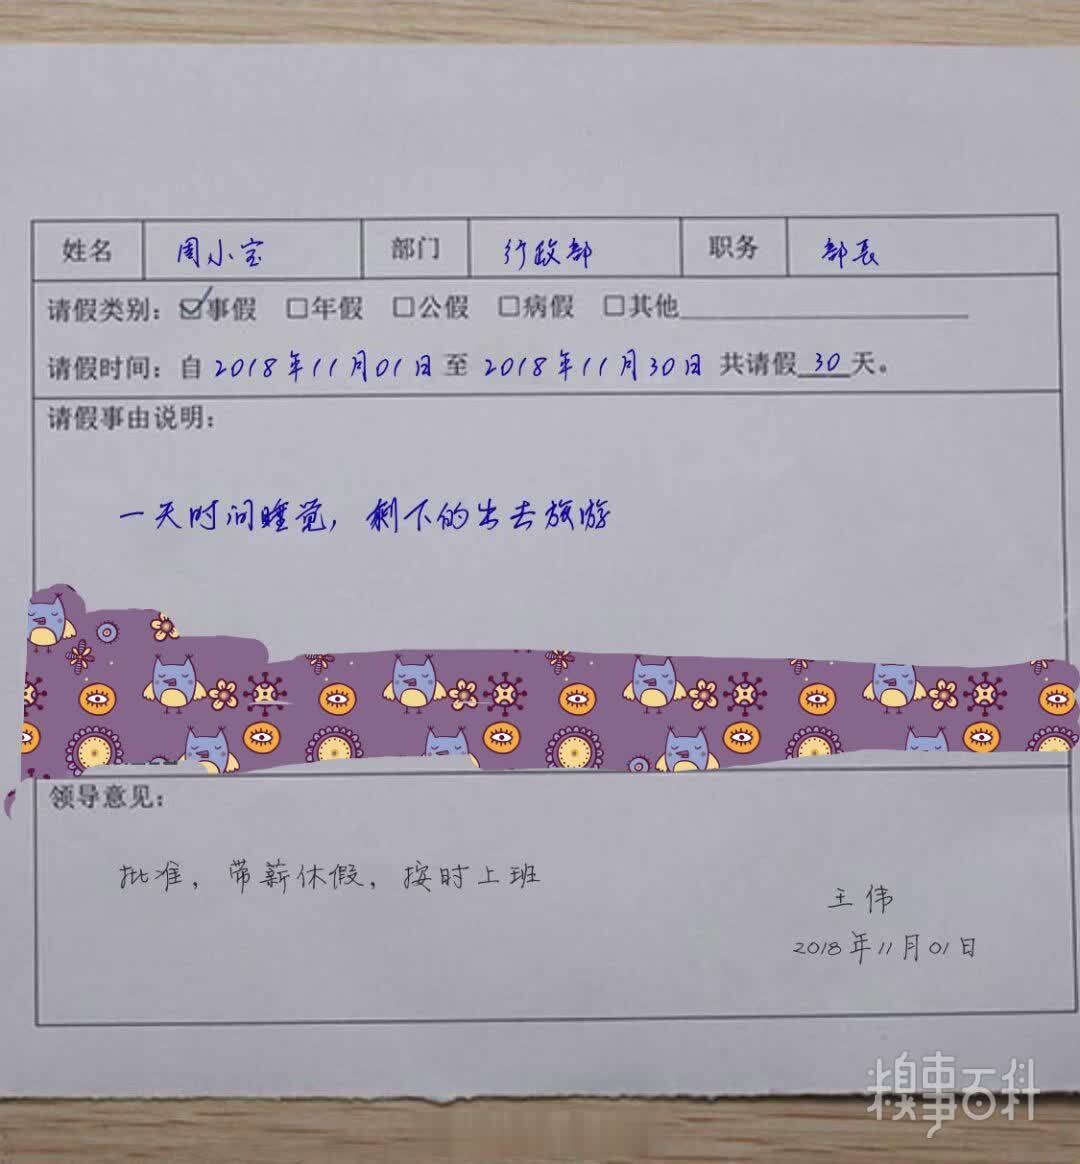 姓名 周小宝 部门 行政部 职务 部长
请假类别：☑事假 □年假 □公假 □病假 □其他
请假时间：自2018年11月01日至2018年11月30日共请假30天。
请假事由说明：
一天时间睡觉，剩下的出去旅游
领导意见：
批准，带薪休假，按时上班
王伟
2018年11月01日
糗事百科